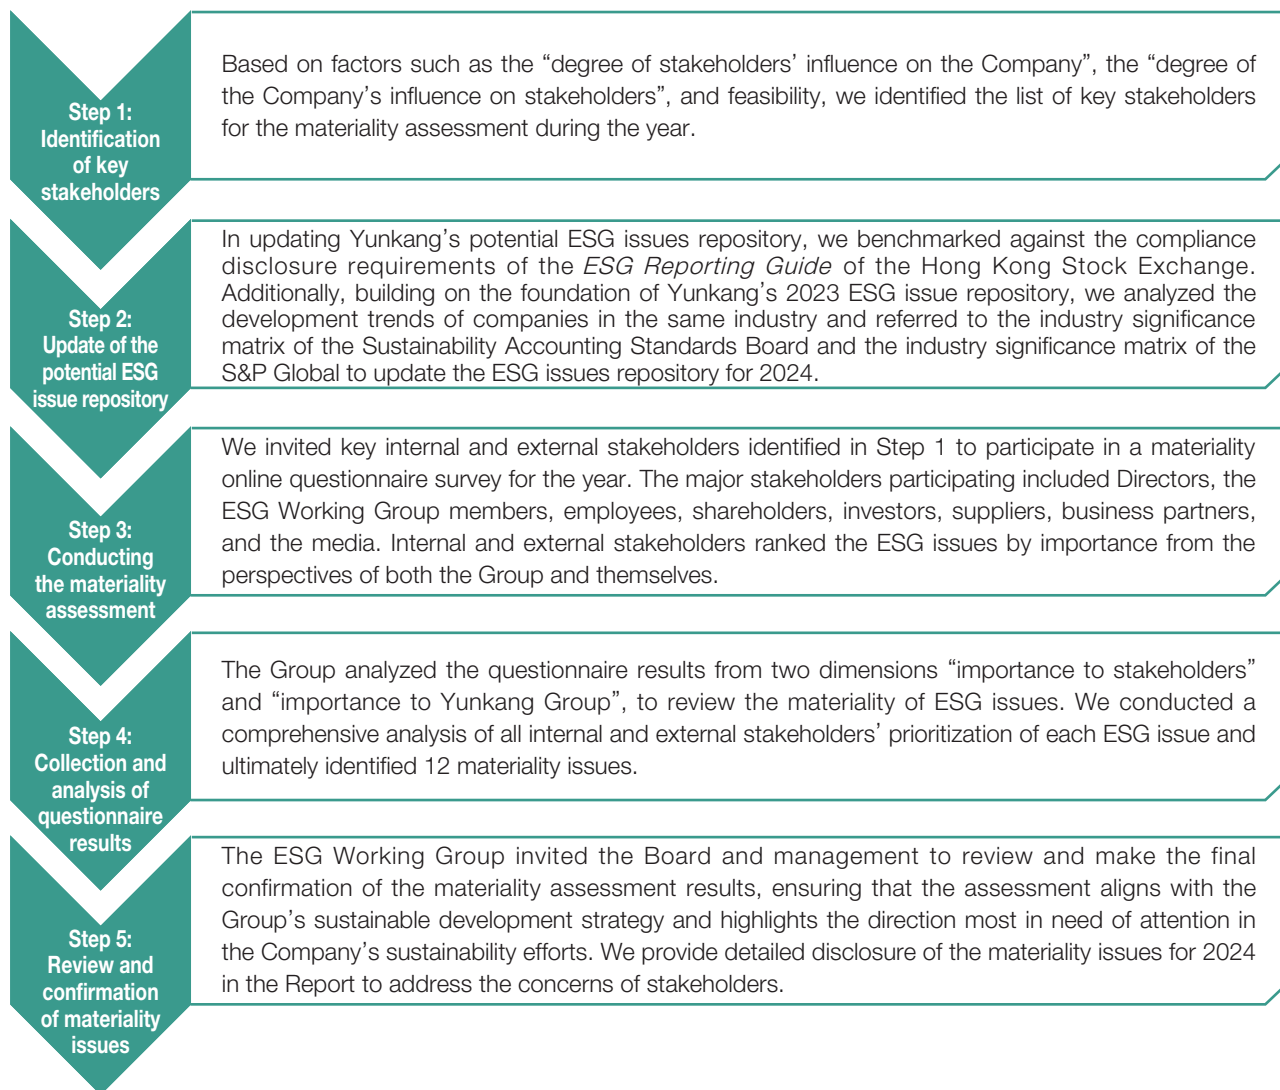 Step 1:
Identification
of key
stakeholders
Based on factors such as the “degree of stakeholders’ influence on the Company”, the “degree of
the Company’s influence on stakeholders”, and feasibility, we identified the list of key stakeholders
for the materiality assessment during the year.
Step 2:
Update of the
potential ESG
issue repository
In updating Yunkang’s potential ESG issues repository, we benchmarked against the compliance
disclosure requirements of the ESG Reporting Guide of the Hong Kong Stock Exchange.
Additionally, building on the foundation of Yunkang’s 2023 ESG issue repository, we analyzed the
development trends of companies in the same industry and referred to the industry significance
matrix of the Sustainability Accounting Standards Board and the industry significance matrix of the
S&P Global to update the ESG issues repository for 2024.
Step 3:
Conducting
the materiality
assessment
We invited key internal and external stakeholders identified in Step 1 to participate in a materiality
online questionnaire survey for the year. The major stakeholders participating included Directors, the
ESG Working Group members, employees, shareholders, investors, suppliers, business partners,
and the media. Internal and external stakeholders ranked the ESG issues by importance from the
perspectives of both the Group and themselves.
Step 4:
Collection and
analysis of
questionnaire
results
The Group analyzed the questionnaire results from two dimensions “importance to stakeholders”
and “importance to Yunkang Group”, to review the materiality of ESG issues. We conducted a
comprehensive analysis of all internal and external stakeholders’ prioritization of each ESG issue and
ultimately identified 12 materiality issues.
Step 5:
Review and
confirmation
of materiality
issues
The ESG Working Group invited the Board and management to review and make the final
confirmation of the materiality assessment results, ensuring that the assessment aligns with the
Group’s sustainable development strategy and highlights the direction most in need of attention in
the Company’s sustainability efforts. We provide detailed disclosure of the materiality issues for 2024
in the Report to address the concerns of stakeholders.